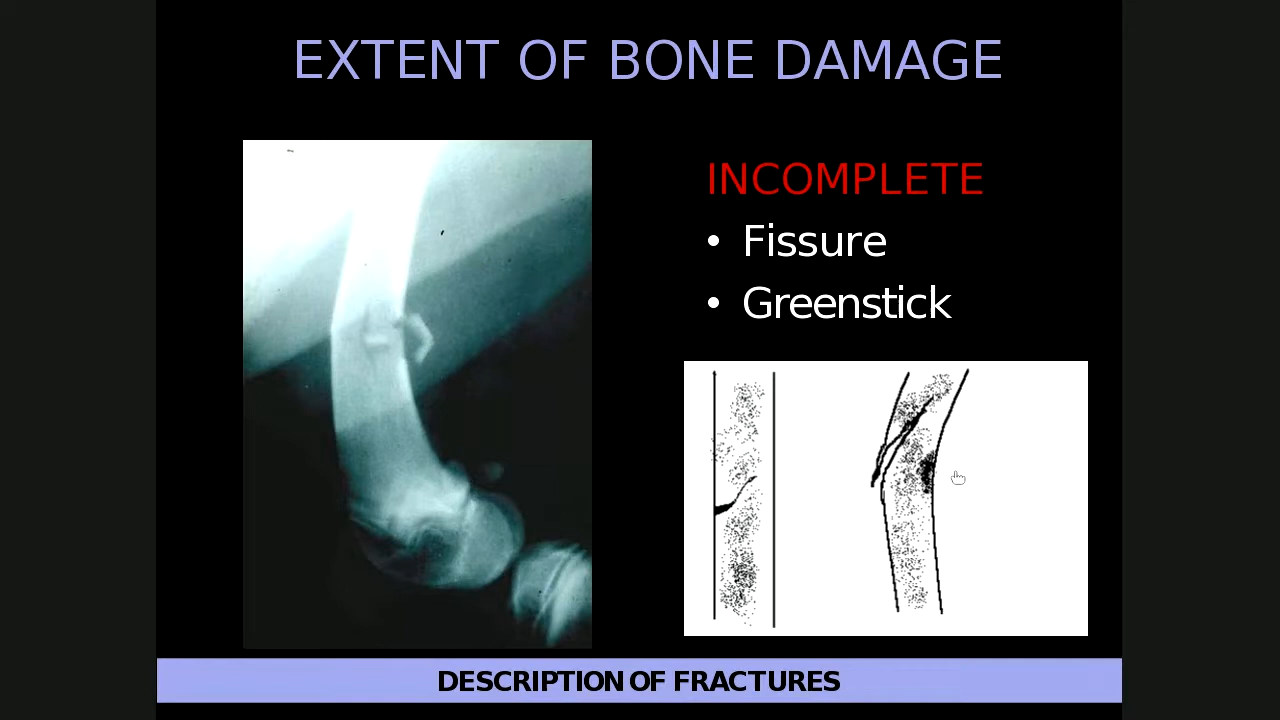 EXTENT OF BONE DAMAGE
INCOMPLETE
• Fissure
• Greenstick
DESCRIPTION OF FRACTURES